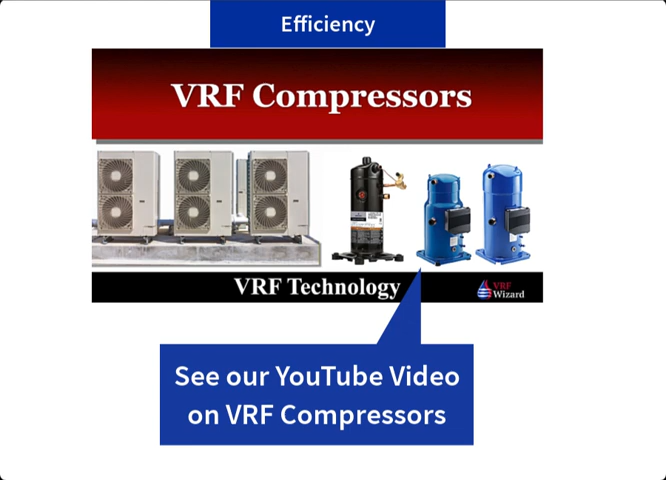 Efficiency
VRF Compressors
VRF Technology
VRF
Wizard
See our YouTube Video
on VRF Compressors